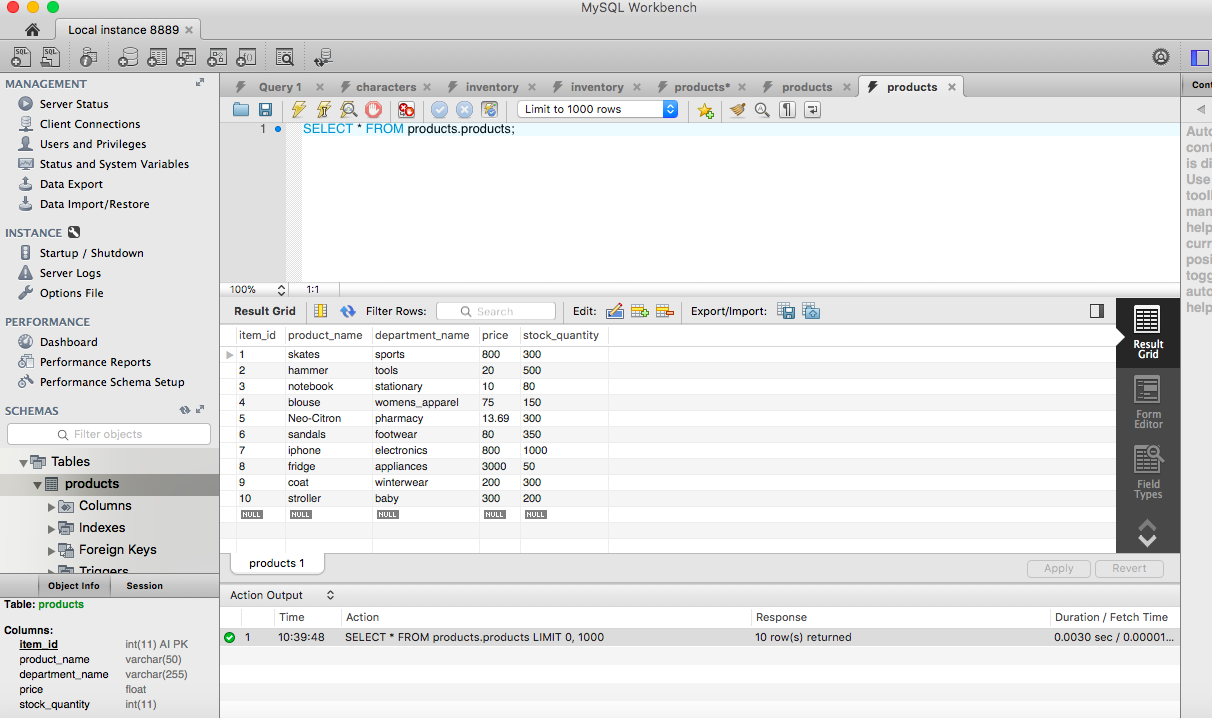 MySQL Workbench
Local instance 8889
MANAGEMENT
Server Status
Client Connections
Users and Privileges
Status and System Variables
Data Export
Data Import/Restore
INSTANCE
Startup / Shutdown
Server Logs
Options File
PERFORMANCE
Dashboard
Performance Reports
Performance Schema Setup
SCHEMAS
Filter objects
Tables
products
Columns
Indexes
Foreign Keys
Triggers
Object Info Session
Table: products
Columns:
item_id int(11) AI PK
product_name varchar(50)
department_name varchar(255)
price float
stock_quantity int(11)
Query 1 characters inventory inventory products* products products
Limit to 1000 rows
1 SELECT * FROM products.products;
100% 1:1
Result Grid Filter Rows: Search Edit: Export/Import:
item_id product_name department_name price stock_quantity
1 skates sports 800 300
2 hammer tools 20 500
3 notebook stationary 10 80
4 blouse womens_apparel 75 150
5 Neo-Citron pharmacy 13.69 300
6 sandals footwear 80 350
7 iphone electronics 800 1000
8 fridge appliances 3000 50
9 coat winterwear 200 300
10 stroller baby 300 200
NULL NULL NULL NULL NULL
Result
Grid
Form
Editor
Field
Types
products 1
Apply Revert
Action Output
Time Action Response Duration / Fetch Time
1 10:39:48 SELECT * FROM products.products LIMIT 0, 1000 10 row(s) returned 0.0030 sec / 0.00001...
Cont
Auto
cont
is di
Use
tooll
man
help
curr
posi
togg
auto
help